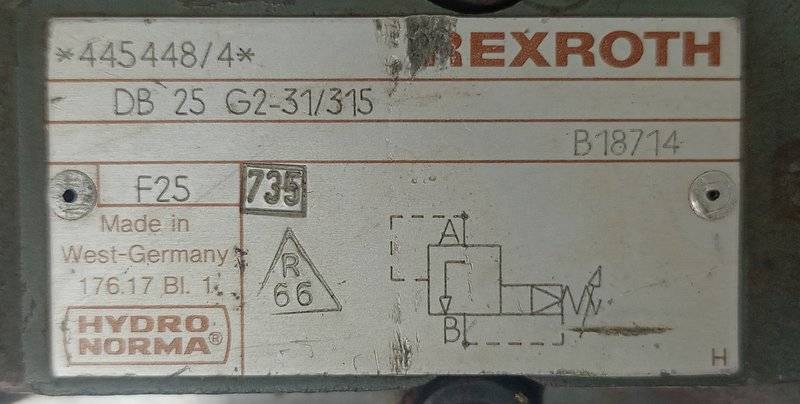 *445448/4*
REXROTH
DB 25 G2-31/315
B18714
F25
735
Made in
West-Germany
176.17 Bl. 1
HYDRO
NORMA®
R
66
A
B
H